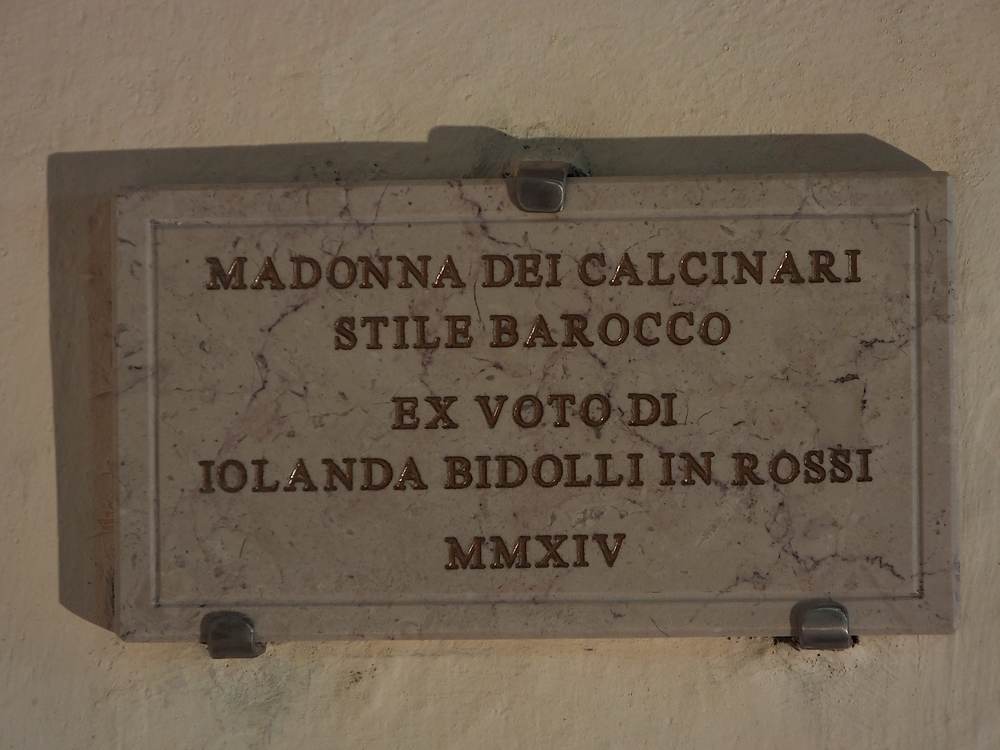 MADONNA DEI CALCINARI
STILE BAROCCO
EX VOTO DI
IOLANDA BIDOLLI IN ROSSI
MMXIV